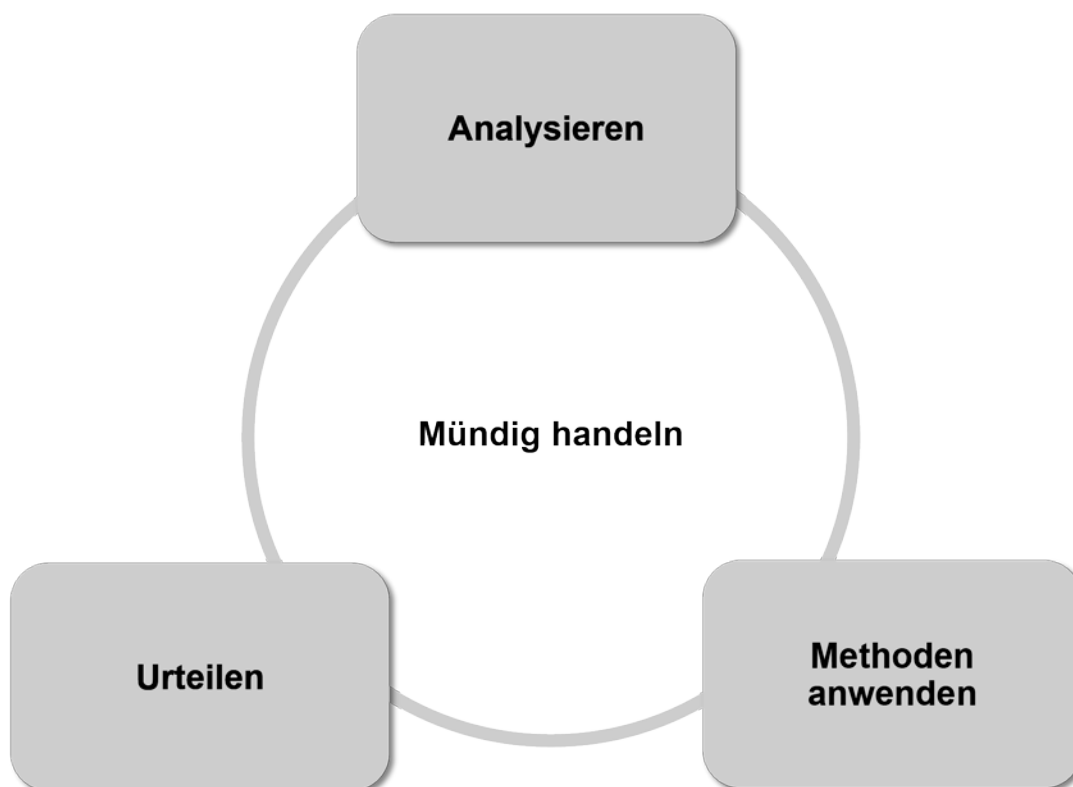 Analysieren
Mündig handeln
Urteilen
Methoden
anwenden